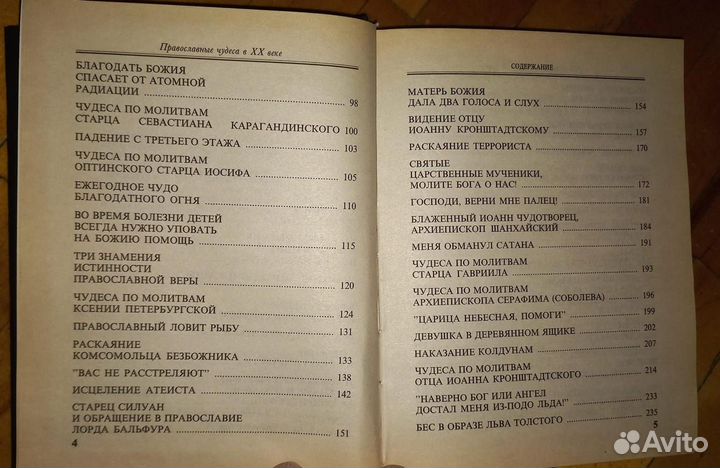 Православные чудеса в XX веке
БЛАГОДАТЬ БОЖИЯ
СПАСАЕТ ОТ АТОМНОЙ
РАДИАЦИИ 98
ЧУДЕСА ПО МОЛИТВАМ
СТАРЦА СЕВАСТИАНА КАРАГАНДИНСКОГО 100
ПАДЕНИЕ С ТРЕТЬЕГО ЭТАЖА 103
ЧУДЕСА ПО МОЛИТВАМ
ОПТИНСКОГО СТАРЦА ИОСИФА 105
ЕЖЕГОДНОЕ ЧУДО
БЛАГОДАТНОГО ОГНЯ 110
ВО ВРЕМЯ БОЛЕЗНИ ДЕТЕЙ
ВСЕГДА НУЖНО УПОВАТЬ
НА БОЖИЮ ПОМОЩЬ 115
ТРИ ЗНАМЕНИЯ
ИСТИННОСТИ
ПРАВОСЛАВНОЙ ВЕРЫ 120
ЧУДЕСА ПО МОЛИТВАМ
КСЕНИИ ПЕТЕРБУРГСКОЙ 124
ПРАВОСЛАВНЫЙ ЛОВИТ РЫБУ 131
РАСКАЯНИЕ
КОМСОМОЛЬЦА БЕЗБОЖНИКА 133
"ВАС НЕ РАССТРЕЛЯЮТ" 138
ИСЦЕЛЕНИЕ АТЕИСТА 142
СТАРЕЦ СИЛУАН
И ОБРАЩЕНИЕ В ПРАВОСЛАВИЕ
ЛОРДА БАЛЬФУРА 151
4
СОДЕРЖАНИЕ
МАТЕРЬ БОЖИЯ
ДАЛА ДВА ГОЛОСА И СЛУХ 154
ВИДЕНИЕ ОТЦУ
ИОАННУ КРОНШТАДТСКОМУ 157
РАСКАЯНИЕ ТЕРРОРИСТА 170
СВЯТЫЕ
ЦАРСТВЕННЫЕ МУЧЕНИКИ,
МОЛИТЕ БОГА О НАС! 172
ГОСПОДИ, ВЕРНИ МНЕ ПАЛЕЦ! 181
БЛАЖЕННЫЙ ИОАНН ЧУДОТВОРЕЦ,
АРХИЕПИСКОП ШАНХАЙСКИЙ 184
МЕНЯ ОБМАНУЛ САТАНА 191
ЧУДЕСА ПО МОЛИТВАМ
СТАРЦА ГАВРИИЛА 193
ЧУДЕСА ПО МОЛИТВАМ
АРХИЕПИСКОПА СЕРАФИМА (СОБОЛЕВА) 196
"ЦАРИЦА НЕБЕСНАЯ, ПОМОГИ" 199
ДЕВУШКА В ДЕРЕВЯННОМ ЯЩИКЕ 202
НАКАЗАНИЕ КОЛДУНАМ 207
ЧУДЕСА ПО МОЛИТВАМ
ОТЦА ИОАННА КРОНШТАДТСКОГО 214
"НАВЕРНО БОГ ИЛИ АНГЕЛ
ДОСТАЛ МЕНЯ ИЗ-ПОДО ЛЬДА!" 233
БЕС В ОБРАЗЕ ЛЬВА ТОЛСТОГО 235
5
Avito